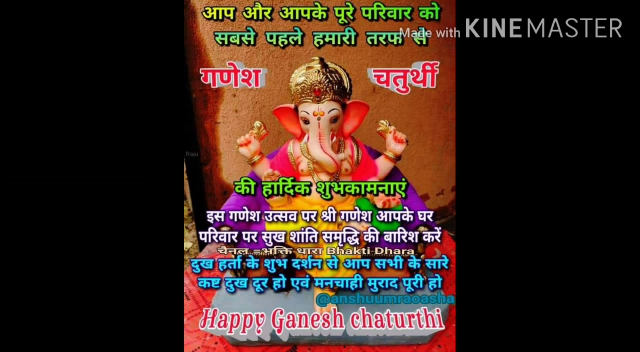 आप और आपके पूरे परिवार को
सबसे पहले हमारी तरफ से
Made with KINEMASTER
गणेश चतुर्थी
की हार्दिक शुभकामनाएं
इस गणेश उत्सव पर श्री गणेश आपके घर
परिवार पर सुख शांति समृद्धि की बारिश करें
चैनल भक्ति धारा Bhakti Dhara
दुख हर्ता के शुभ दर्शन से आप सभी के सारे
कष्ट दुख दूर हो एवं मनचाही मुराद पूरी हो
@anshuumraoasha
Happy Ganesh chaturthi